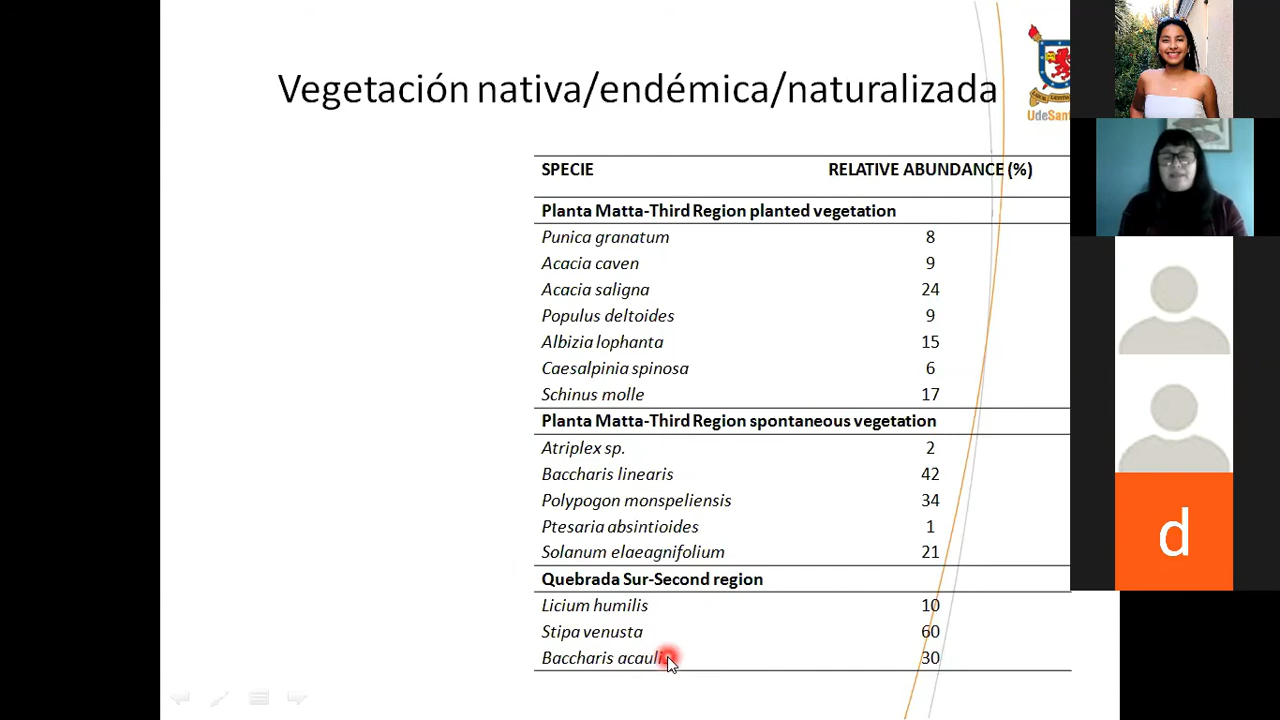 Vegetación nativa/endémica/naturalizada
UdeSant
SPECIE RELATIVE ABUNDANCE (%)
Planta Matta-Third Region planted vegetation
Punica granatum 8
Acacia caven 9
Acacia saligna 24
Populus deltoides 9
Albizia lophanta 15
Caesalpinia spinosa 6
Schinus molle 17
Planta Matta-Third Region spontaneous vegetation
Atriplex sp. 2
Baccharis linearis 42
Polypogon monspeliensis 34
Ptesaria absintioides 1
Solanum elaeagnifolium 21
Quebrada Sur-Second region
Licium humilis 10
Stipa venusta 60
Baccharis acaulis 30
d